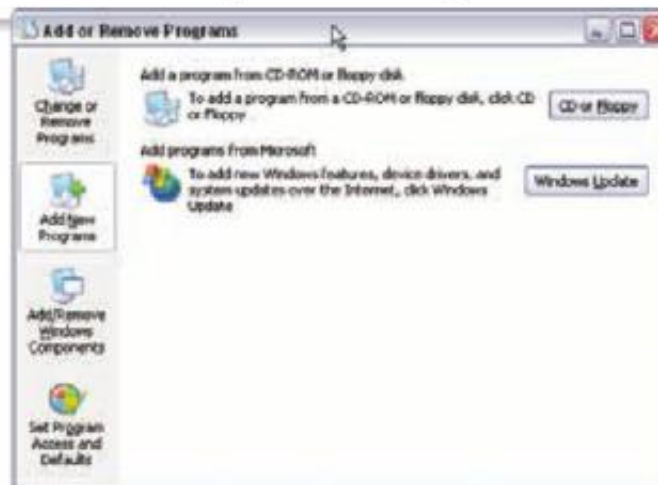 Add or Remove Programs
Change or
Remove
Programs
Add New
Programs
Add/Remove
Windows
Components
Set Program
Access and
Defaults
Add a program from CD-ROM or floppy disk
To add a program from a CD-ROM or floppy disk, click CD
or Floppy
CD or Floppy
Add programs from Microsoft
To add new Windows features, device drivers, and
system updates over the Internet, click Windows
Update
Windows Update